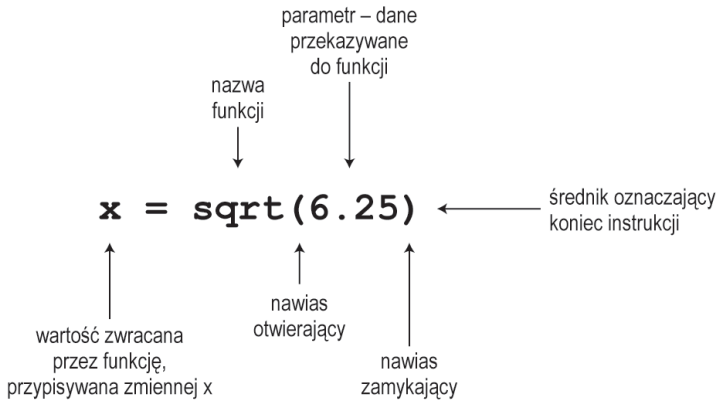 parametr – dane
przekazywane
do funkcji
nazwa
funkcji
x = sqrt(6.25)
średnik oznaczający
koniec instrukcji
nawias
otwierający
wartość zwracana
przez funkcję,
przypisywana zmiennej x
nawias
zamykający